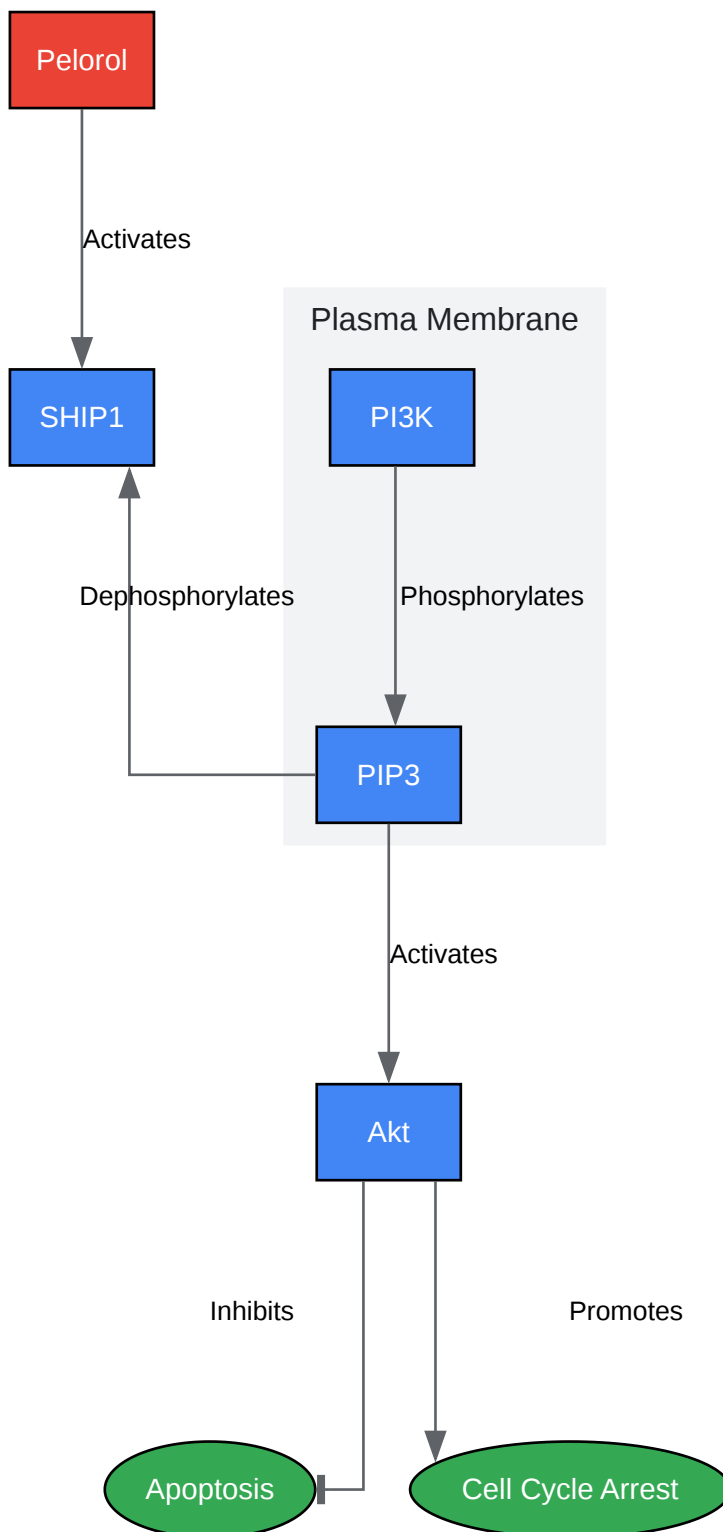 Pelorol
Activates
Plasma Membrane
SHIP1
PI3K
Dephosphorylates
Phosphorylates
PIP3
Activates
Akt
Inhibits
Promotes
Apoptosis
Cell Cycle Arrest